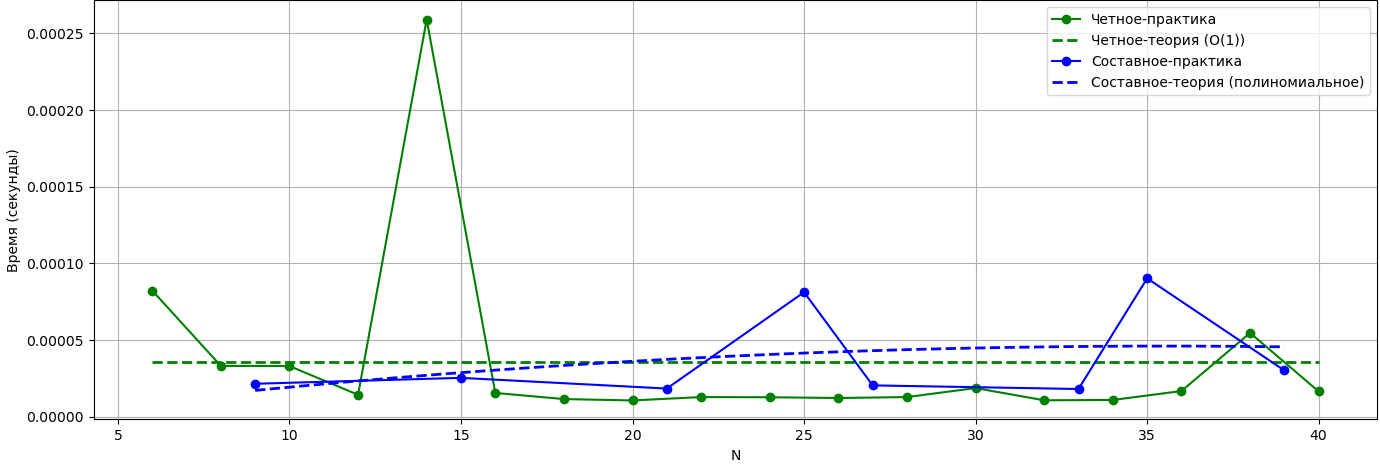 Четное-практика
Четное-теория (O(1))
Составное-практика
Составное-теория (полиномиальное)
Время (секунды)
0.00025
0.00020
0.00015
0.00010
0.00005
0.00000
5 10 15 20 25 30 35 40
N